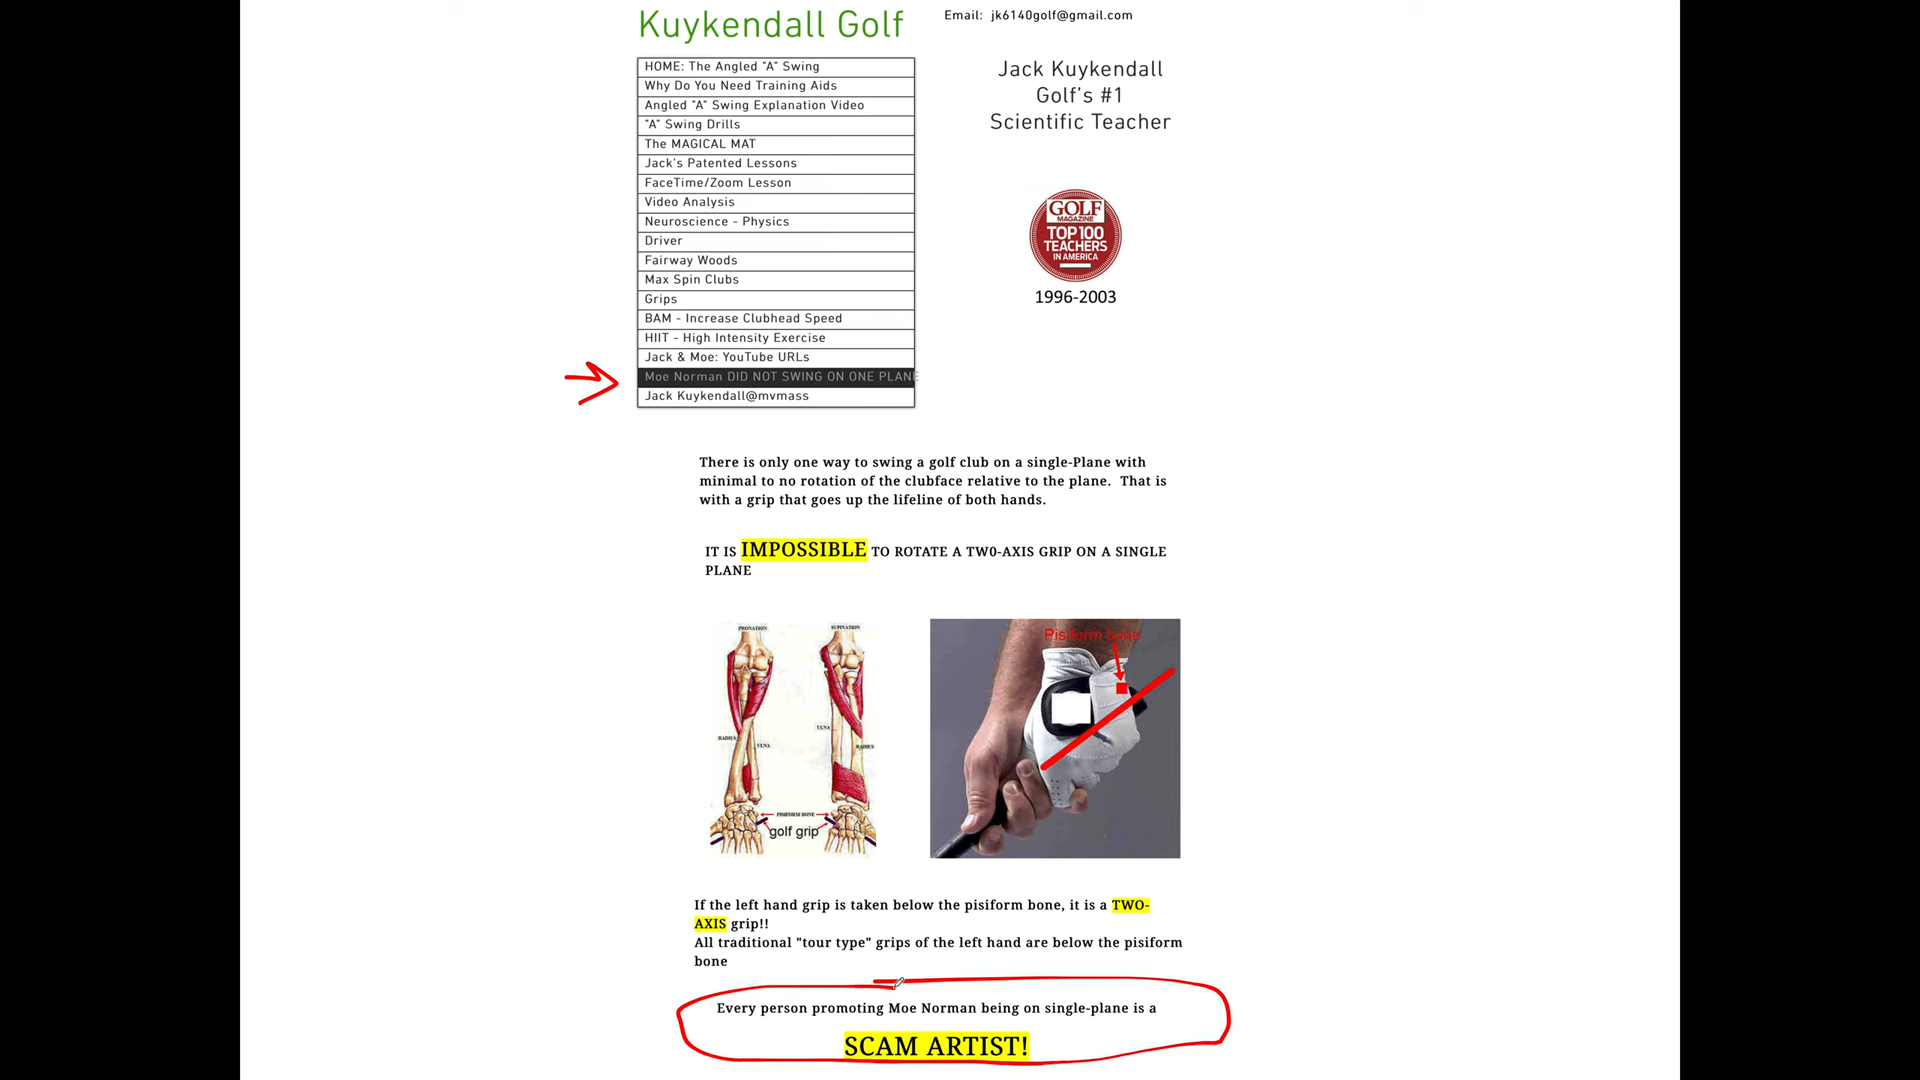 Kuykendall Golf
Email:  jk6140golf@gmail.com
HOME: The Angled "A" Swing
Why Do You Need Training Aids
Angled "A" Swing Explanation Video
"A" Swing Drills
The MAGICAL MAT
Jack's Patented Lessons
FaceTime/Zoom Lesson
Video Analysis
Neuroscience - Physics
Driver
Fairway Woods
Max Spin Clubs
Grips
BAM - Increase Clubhead Speed
HIIT - High Intensity Exercise
Jack & Moe: YouTube URLs
Moe Norman DID NOT SWING ON ONE PLANE
Jack Kuykendall@mvmass
Jack Kuykendall
Golf's #1
Scientific Teacher
GOLF
MAGAZINE
TOP 100
TEACHERS
IN AMERICA
1996-2003
There is only one way to swing a golf club on a single-Plane with
minimal to no rotation of the clubface relative to the plane.  That is
with a grip that goes up the lifeline of both hands.
IT IS IMPOSSIBLE TO ROTATE A TW0-AXIS GRIP ON A SINGLE
PLANE
PRONATION
SUPINATION
RADIUS
ULNA
ULNA
RADIUS
PISIFORM BONE
golf grip
Pisiform bone
If the left hand grip is taken below the pisiform bone, it is a TWO-
AXIS grip!!
All traditional "tour type" grips of the left hand are below the pisiform
bone
Every person promoting Moe Norman being on single-plane is a
SCAM ARTIST!